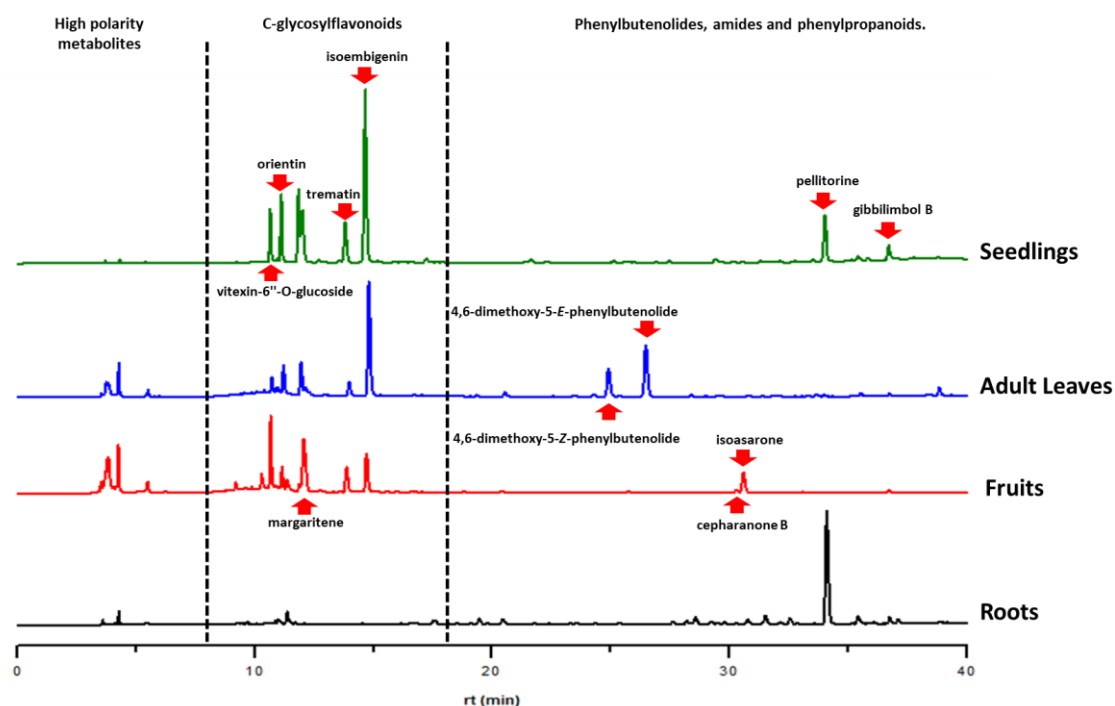 High polarity
metabolites
C-glycosylflavonoids
Phenylbutenolides, amides and phenylpropanoids.
isoembigenin
orientin
trematin
pellitorine
gibbilimbol B
Seedlings
vitexin-6''-O-glucoside
4,6-dimethoxy-5-E-phenylbutenolide
Adult Leaves
4,6-dimethoxy-5-Z-phenylbutenolide
isoasarone
Fruits
margaritene
cepharanone B
Roots
0 10 20 30 40
rt (min)